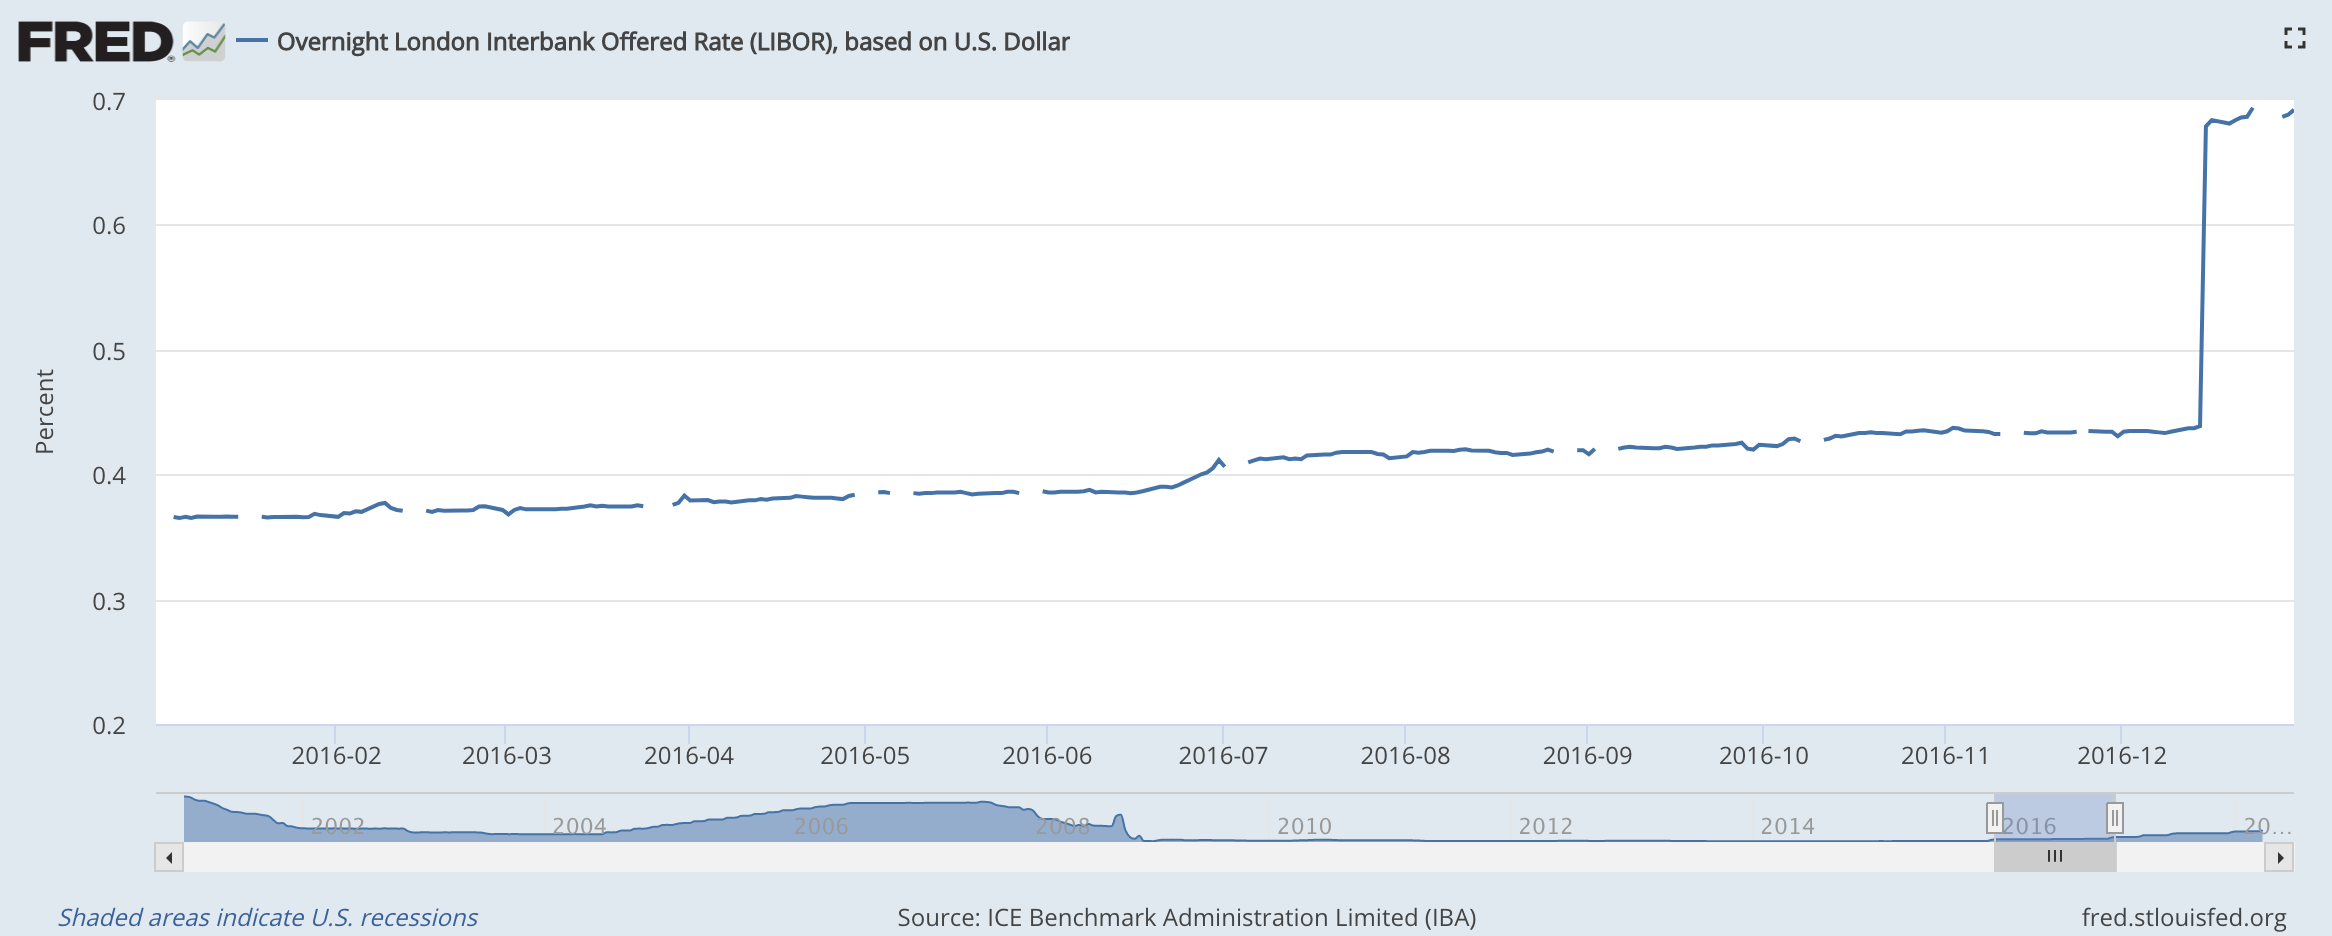 FRED® — Overnight London Interbank Offered Rate (LIBOR), based on U.S. Dollar
0.7
0.6
0.5
0.4
0.3
0.2
Percent
2016-02 2016-03 2016-04 2016-05 2016-06 2016-07 2016-08 2016-09 2016-10 2016-11 2016-12
2002 2004 2006 2008 2010 2012 2014 2016 20...
Shaded areas indicate U.S. recessions Source: ICE Benchmark Administration Limited (IBA) fred.stlouisfed.org